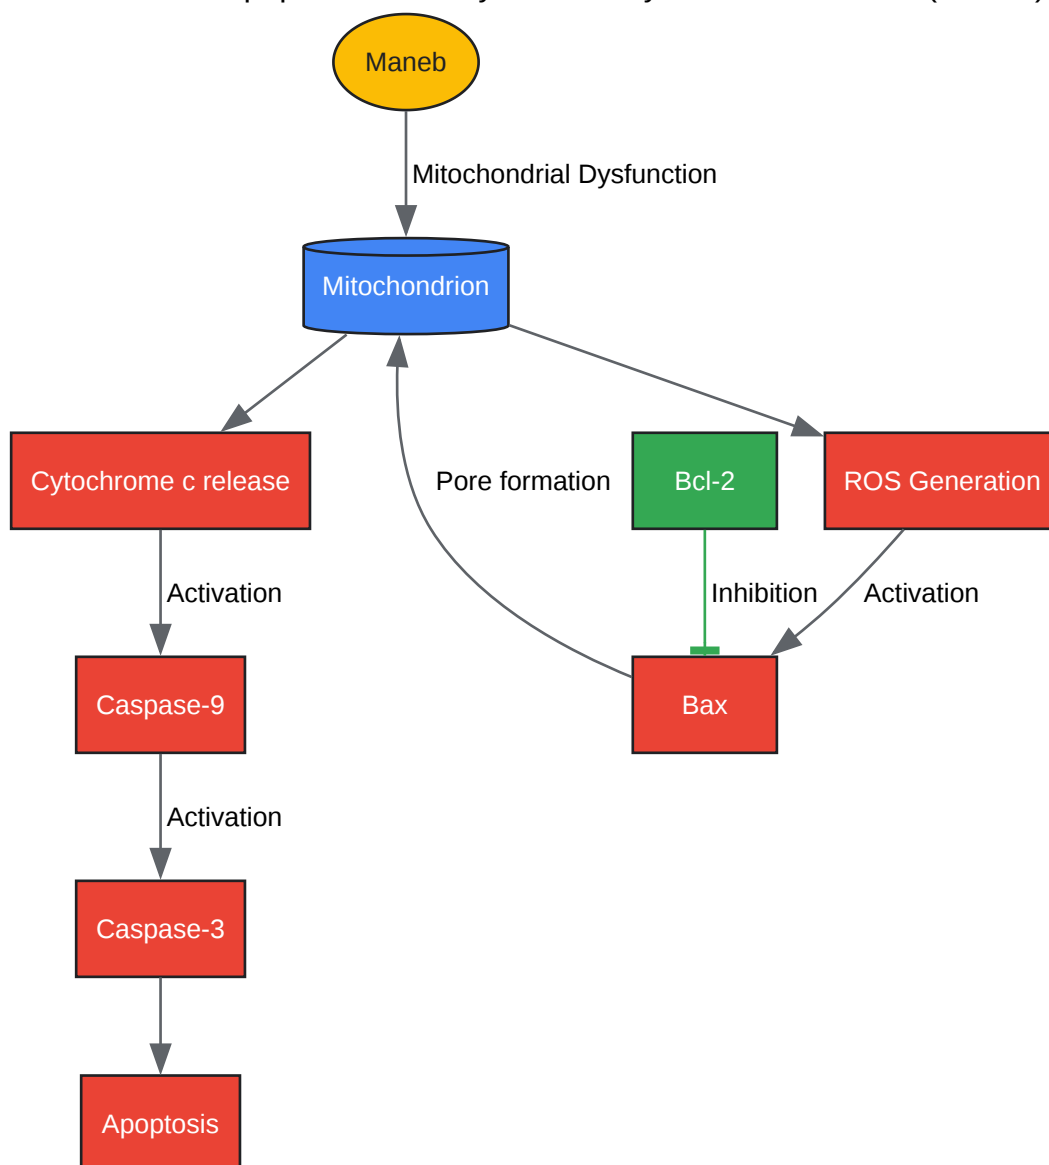 Maneb
Mitochondrial Dysfunction
Mitochondrion
Cytochrome c release
Pore formation
Bcl-2
ROS Generation
Activation
Inhibition
Activation
Caspase-9
Bax
Activation
Caspase-3
Apoptosis